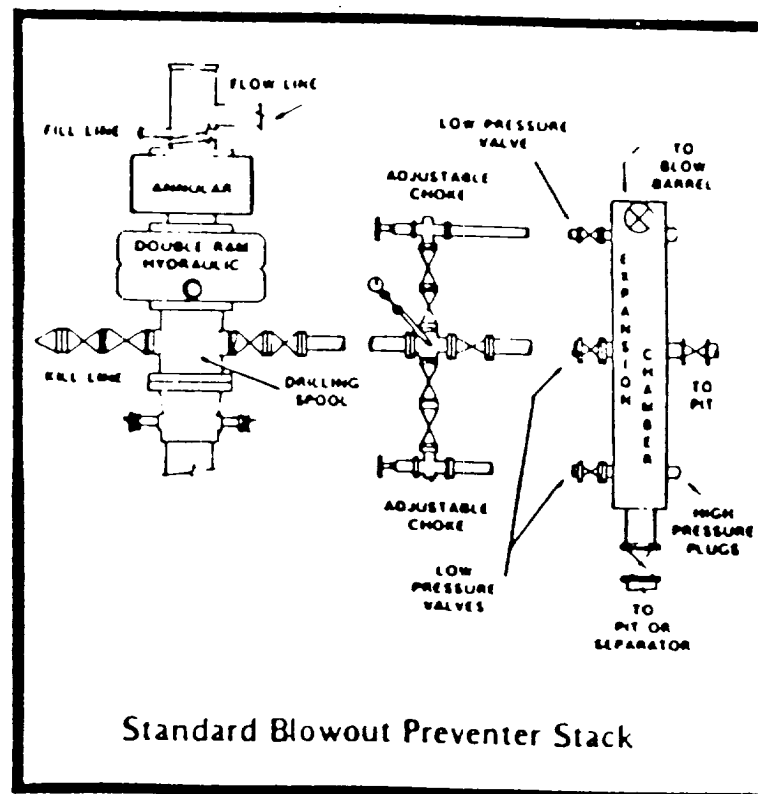 FLOW LINE
FILL LINE
ANNULAR
DOUBLE RAM
HYDRAULIC
KILL LINE
DRILLING
SPOOL
ADJUSTABLE
CHOKE
ADJUSTABLE
CHOKE
LOW PRESSURE
VALVE
LOW
PRESSURE
VALVES
TO
BLOW
BARREL
EXPANSION
CHAMBER
TO
PIT
HIGH
PRESSURE
PLUGS
TO
PIT OR
SEPARATOR
Standard Blowout Preventer Stack